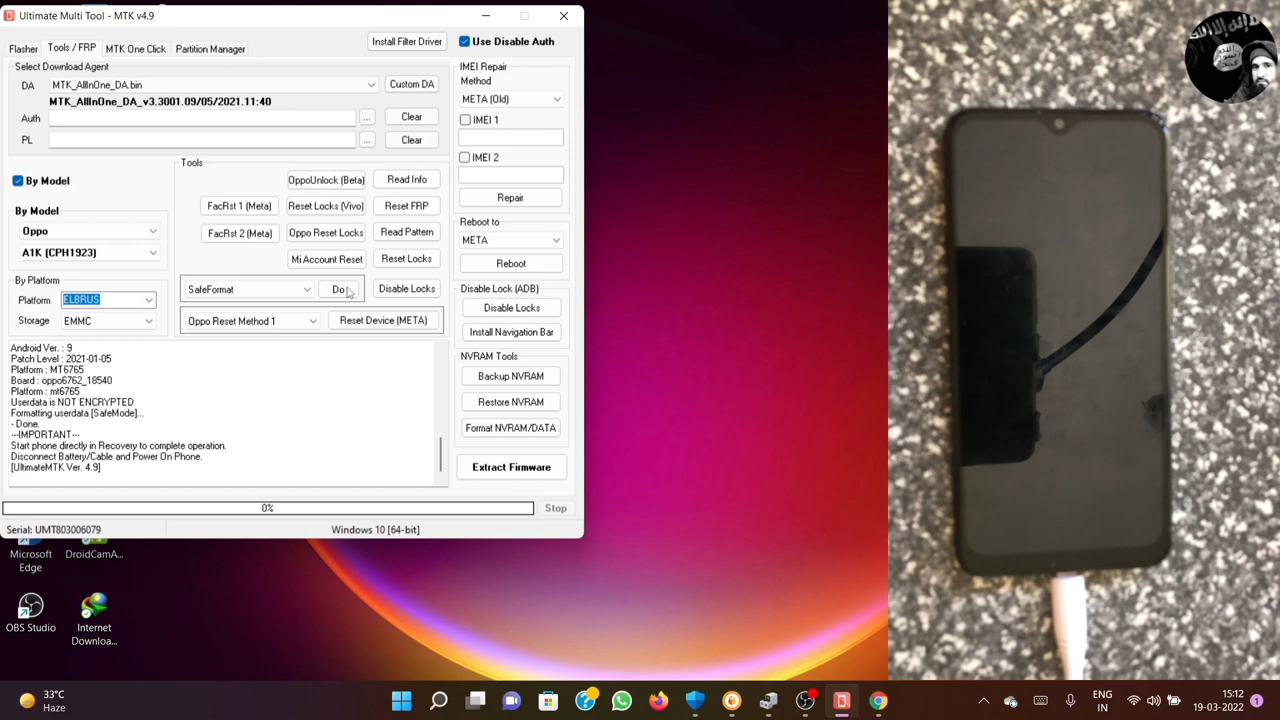 Ultimate Multi Tool - MTK v4.9
Flasher
Tools / FRP
MTK One Click
Partition Manager
Install Filter Driver
Use Disable Auth
Select Download Agent
DA
MTK_AllInOne_DA.bin
Custom DA
MTK_AllInOne_DA_v3.3001.09/05/2021.11:40
Auth
...
Clear
PL
...
Clear
By Model
By Model
Oppo
A1K (CPH1923)
By Platform
Platform
ELBRUS
Storage
EMMC
Tools
OppoUnlock (Beta)
Read Info
FacRst 1 (Meta)
Reset Locks (Vivo)
Reset FRP
FacRst 2 (Meta)
Oppo Reset Locks
Read Pattern
Mi Account Reset
Reset Locks
SafeFormat
Do
Disable Locks
Oppo Reset Method 1
Reset Device (META)
IMEI Repair
Method
META (Old)
IMEI 1
IMEI 2
Repair
Reboot to
META
Reboot
Disable Lock (ADB)
Disable Locks
Install Navigation Bar
NVRAM Tools
Backup NVRAM
Restore NVRAM
Format NVRAM/DATA
Extract Firmware
Android Ver. : 9
Patch Level : 2021-01-05
Platform : MT6765
Board : oppo6762_18540
Platform : mt6765
Userdata is NOT ENCRYPTED
Formatting userdata [SafeMode]...
- Done.
---IMPORTANT---
Start phone directly in Recovery to complete operation.
Disconnect Battery/Cable and Power On Phone.
[UltimateMTK Ver. 4.9]
0%
Stop
Serial: UMT803006079
Windows 10 [64-bit]
Microsoft
Edge
DroidCamA...
OBS Studio
Internet
Downloa...
33°C
Haze
ENG
IN
15:12
19-03-2022
1